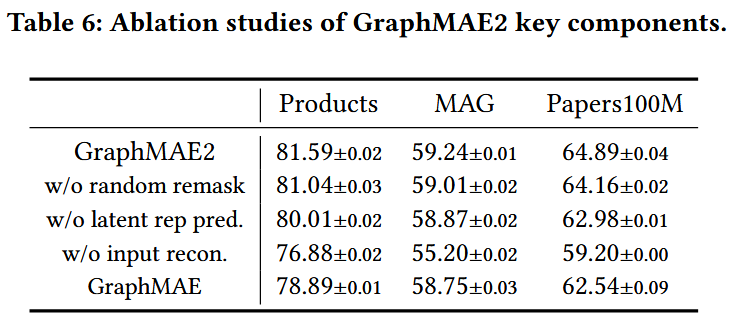 Table 6: Ablation studies of GraphMAE2 key components.
Products MAG Papers100M
GraphMAE2 81.59±0.02 59.24±0.01 64.89±0.04
w/o random remask 81.04±0.03 59.01±0.02 64.16±0.02
w/o latent rep pred. 80.01±0.02 58.87±0.02 62.98±0.01
w/o input recon. 76.88±0.02 55.20±0.02 59.20±0.00
GraphMAE 78.89±0.01 58.75±0.03 62.54±0.09